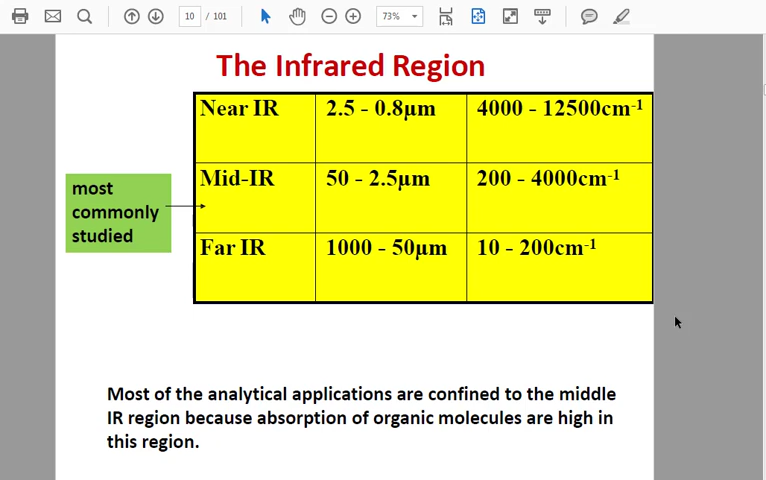 10 / 101
73%
The Infrared Region
Near IR 2.5 - 0.8µm 4000 - 12500cm⁻¹
most
commonly
studied
Mid-IR 50 - 2.5µm 200 - 4000cm⁻¹
Far IR 1000 - 50µm 10 - 200cm⁻¹
Most of the analytical applications are confined to the middle
IR region because absorption of organic molecules are high in
this region.